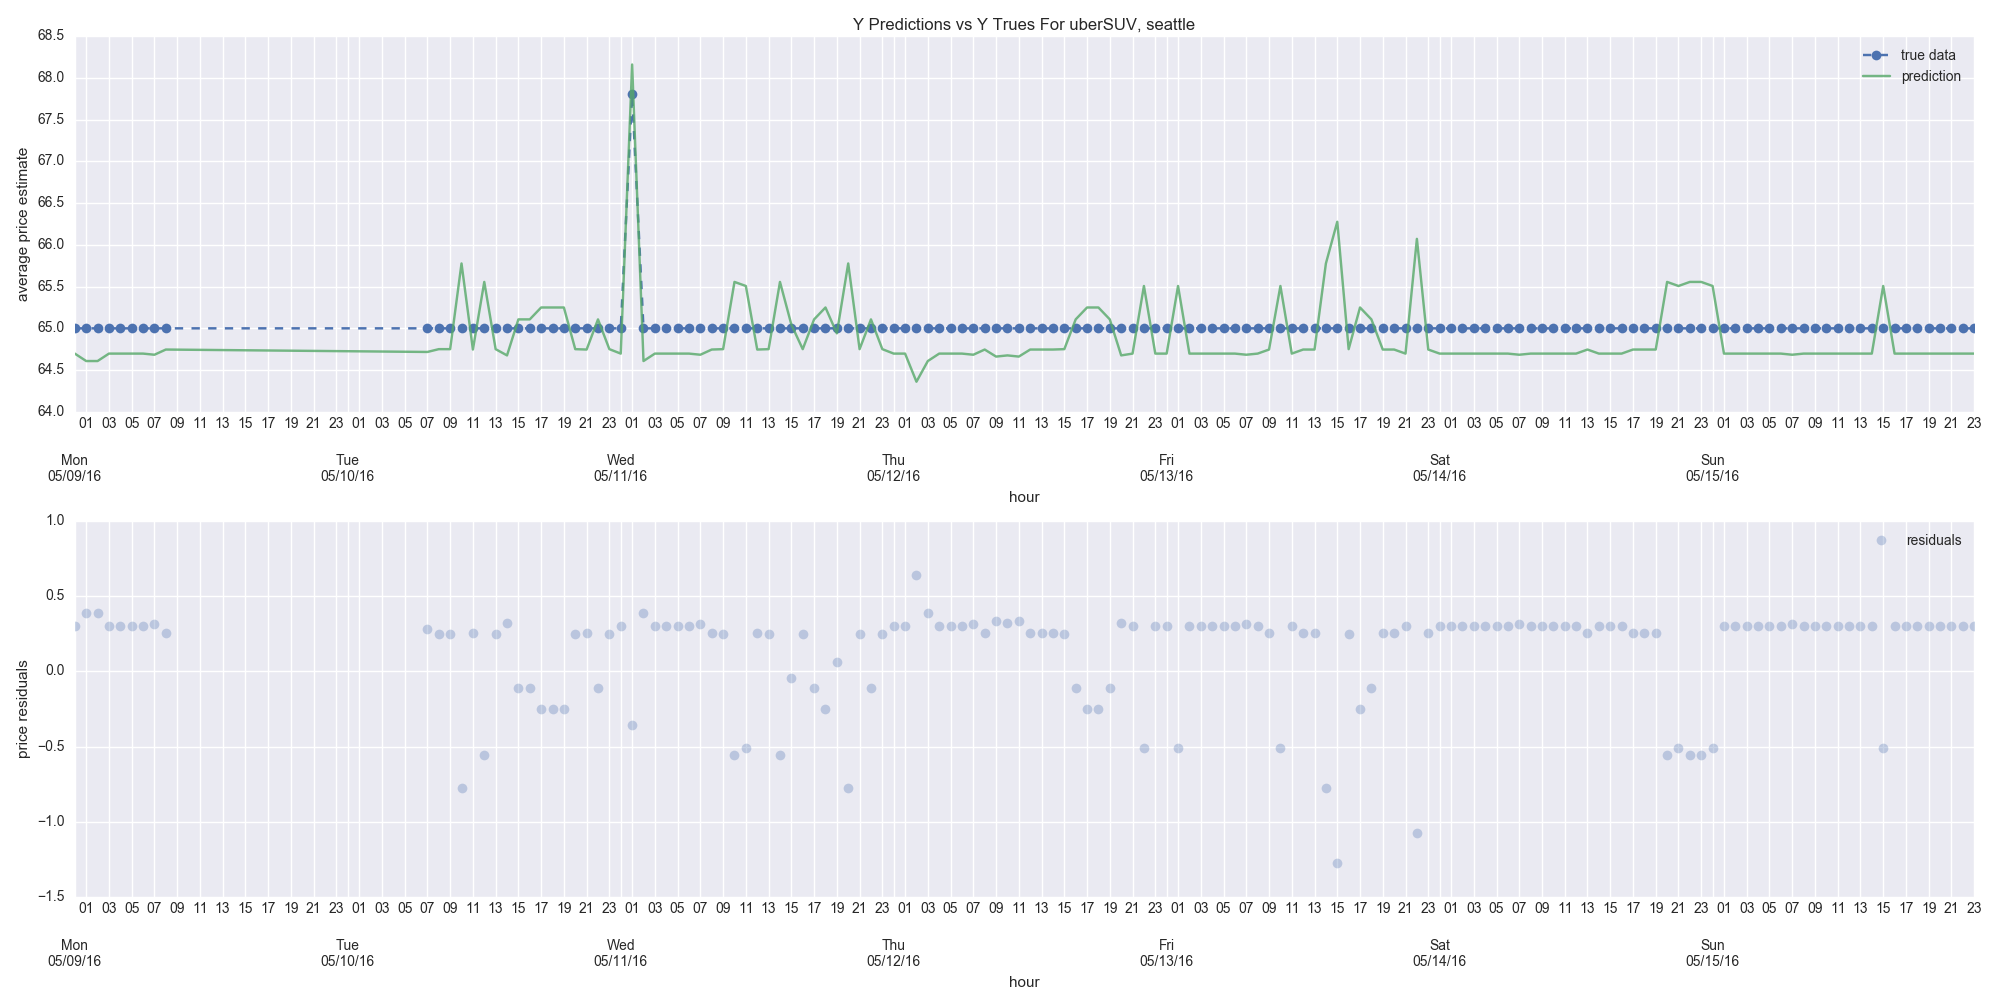 Y Predictions vs Y Trues For uberSUV, seattle
68.5
68.0
67.5
67.0
66.5
66.0
65.5
65.0
64.5
64.0
average price estimate
true data
prediction
01 03 05 07 09 11 13 15 17 19 21 23 01 03 05 07 09 11 13 15 17 19 21 23 01 03 05 07 09 11 13 15 17 19 21 23 01 03 05 07 09 11 13 15 17 19 21 23 01 03 05 07 09 11 13 15 17 19 21 23 01 03 05 07 09 11 13 15 17 19 21 23 01 03 05 07 09 11 13 15 17 19 21 23
Mon Tue Wed Thu Fri Sat Sun
05/09/16 05/10/16 05/11/16 05/12/16 05/13/16 05/14/16 05/15/16
hour
1.0
0.5
0.0
−0.5
−1.0
−1.5
price residuals
residuals
01 03 05 07 09 11 13 15 17 19 21 23 01 03 05 07 09 11 13 15 17 19 21 23 01 03 05 07 09 11 13 15 17 19 21 23 01 03 05 07 09 11 13 15 17 19 21 23 01 03 05 07 09 11 13 15 17 19 21 23 01 03 05 07 09 11 13 15 17 19 21 23 01 03 05 07 09 11 13 15 17 19 21 23
Mon Tue Wed Thu Fri Sat Sun
05/09/16 05/10/16 05/11/16 05/12/16 05/13/16 05/14/16 05/15/16
hour